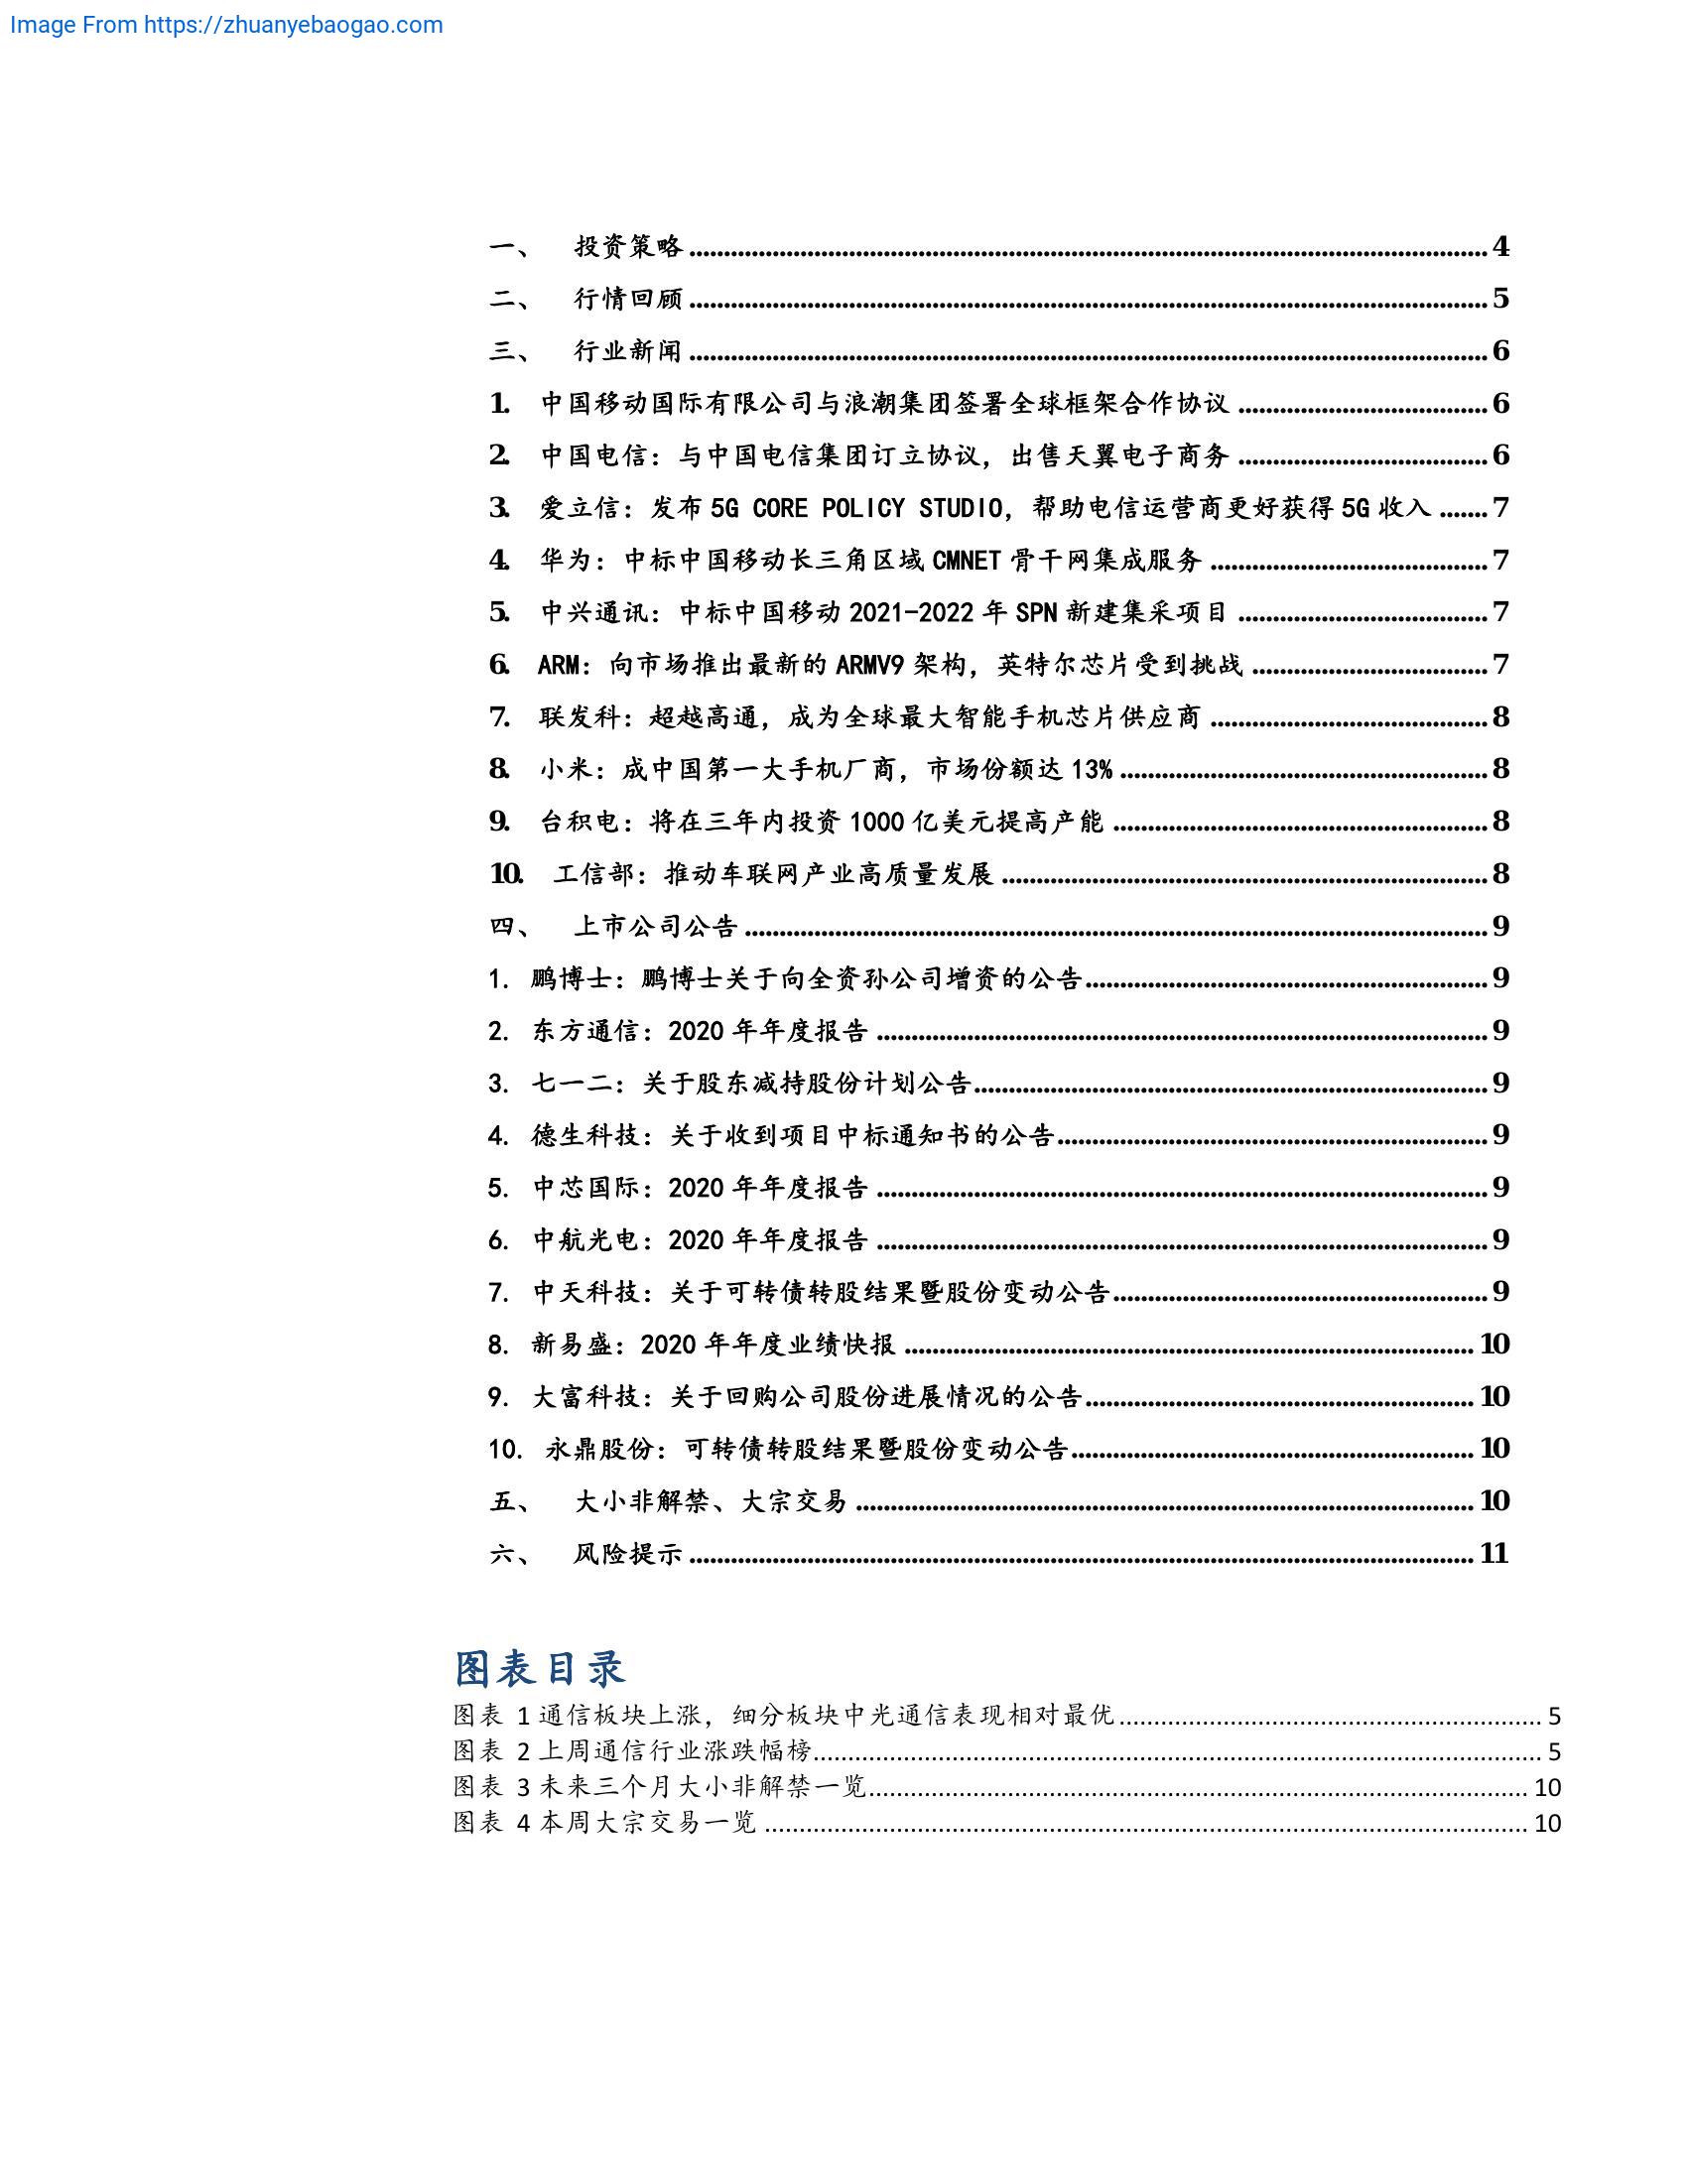 Image From https://zhuanyebaogao.com
一、 投资策略 4
二、 行情回顾 5
三、 行业新闻 6
1. 中国移动国际有限公司与浪潮集团签署全球框架合作协议 6
2. 中国电信：与中国电信集团订立协议，出售天翼电子商务 6
3. 爱立信：发布 5G CORE POLICY STUDIO，帮助电信运营商更好获得 5G 收入 7
4. 华为：中标中国移动长三角区域 CMNET 骨干网集成服务 7
5. 中兴通讯：中标中国移动 2021-2022 年 SPN 新建集采项目 7
6. ARM：向市场推出最新的 ARMV9 架构，英特尔芯片受到挑战 7
7. 联发科：超越高通，成为全球最大智能手机芯片供应商 8
8. 小米：成中国第一大手机厂商，市场份额达 13% 8
9. 台积电：将在三年内投资 1000 亿美元提高产能 8
10. 工信部：推动车联网产业高质量发展 8
四、 上市公司公告 9
1. 鹏博士：鹏博士关于向全资孙公司增资的公告 9
2. 东方通信：2020 年年度报告 9
3. 七一二：关于股东减持股份计划公告 9
4. 德生科技：关于收到项目中标通知书的公告 9
5. 中芯国际：2020 年年度报告 9
6. 中航光电：2020 年年度报告 9
7. 中天科技：关于可转债转股结果暨股份变动公告 9
8. 新易盛：2020 年年度业绩快报 10
9. 大富科技：关于回购公司股份进展情况的公告 10
10. 永鼎股份：可转债转股结果暨股份变动公告 10
五、 大小非解禁、大宗交易 10
六、 风险提示 11
图表目录
图表 1 通信板块上涨，细分板块中光通信表现相对最优 5
图表 2 上周通信行业涨跌幅榜 5
图表 3 未来三个月大小非解禁一览 10
图表 4 本周大宗交易一览 10